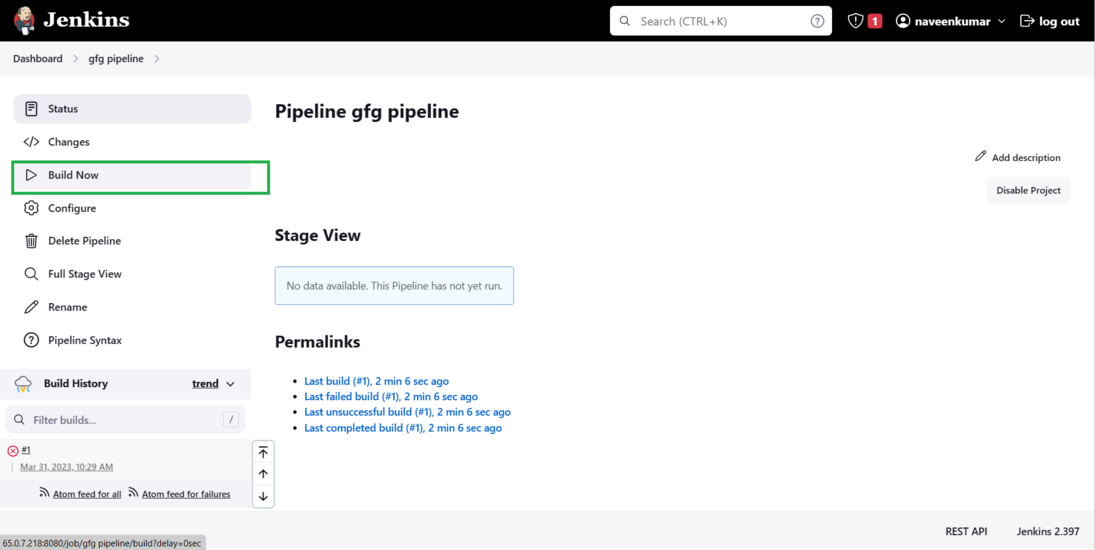 Jenkins
Search (CTRL+K)
?
1
naveenkumar
log out
Dashboard
gfg pipeline
Status
Changes
Build Now
Configure
Delete Pipeline
Full Stage View
Rename
Pipeline Syntax
Build History
trend
Filter builds...
/
#1
Mar 31, 2023, 10:29 AM
Atom feed for all
Atom feed for failures
Pipeline gfg pipeline
Add description
Disable Project
Stage View
No data available. This Pipeline has not yet run.
Permalinks
Last build (#1), 2 min 6 sec ago
Last failed build (#1), 2 min 6 sec ago
Last unsuccessful build (#1), 2 min 6 sec ago
Last completed build (#1), 2 min 6 sec ago
REST API
Jenkins 2.397
65.0.7.218:8080/job/gfg pipeline/build?delay=0sec